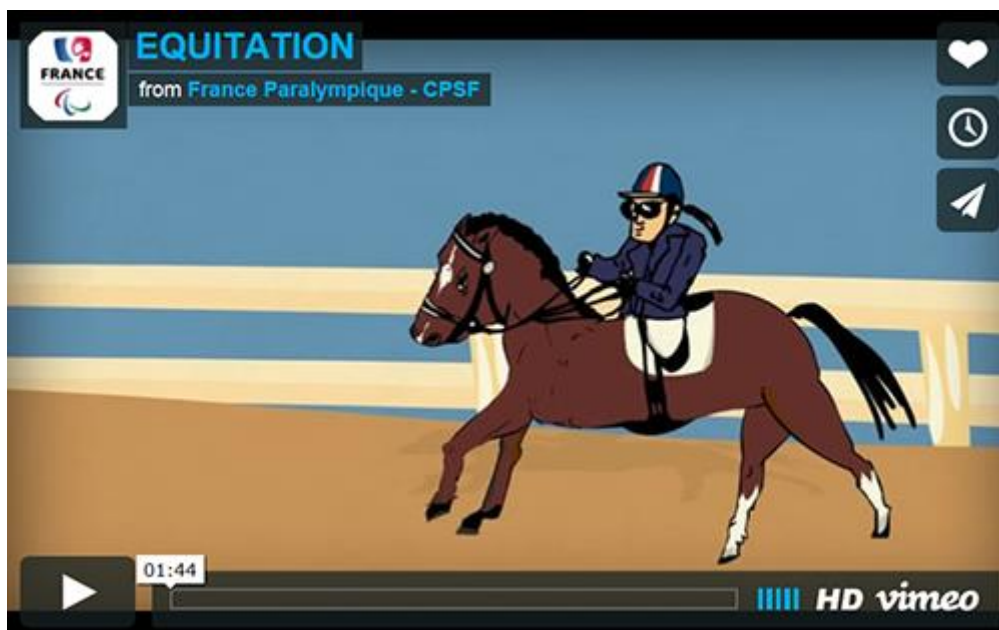 FRANCE
EQUITATION
from France Paralympique - CPSF
01:44
HD vimeo